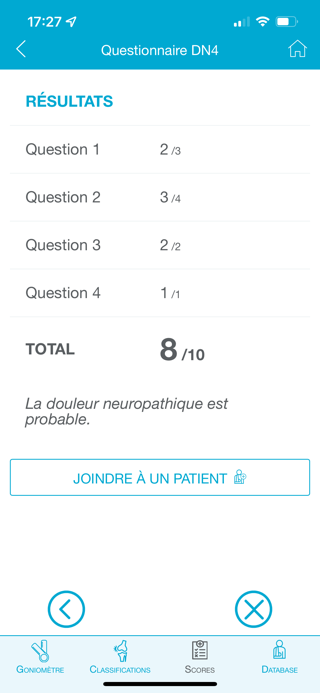 17:27
Questionnaire DN4
RÉSULTATS
Question 1 2 /3
Question 2 3 /4
Question 3 2 /2
Question 4 1 /1
TOTAL 8 /10
La douleur neuropathique est
probable.
JOINDRE À UN PATIENT
GONIOMÈTRE CLASSIFICATIONS SCORES DATABASE